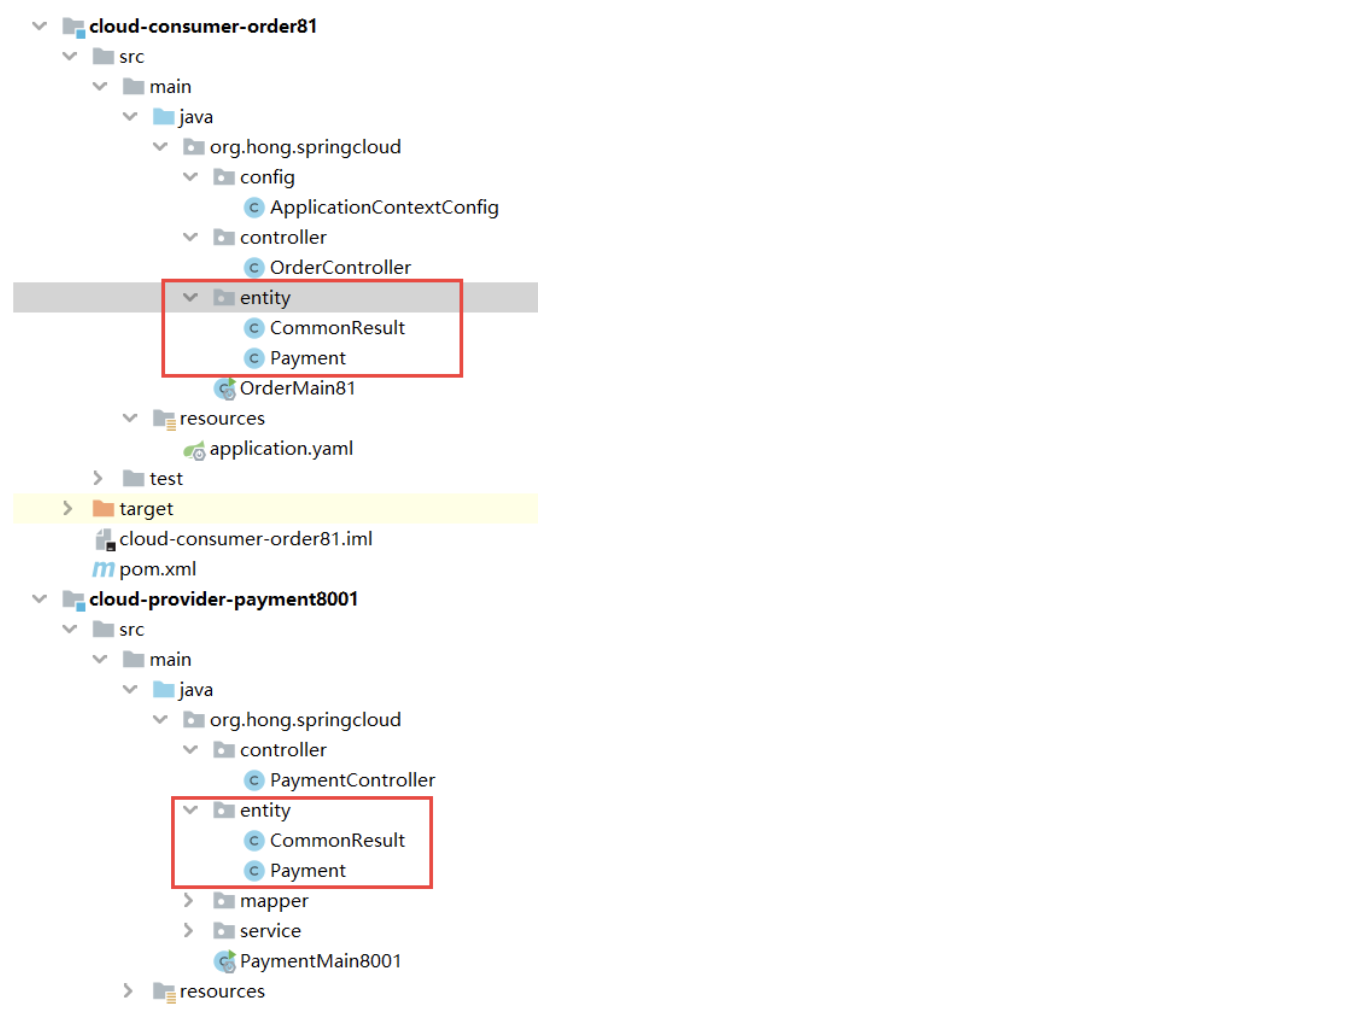 cloud-consumer-order81
src
main
java
org.hong.springcloud
config
ApplicationContextConfig
controller
OrderController
entity
CommonResult
Payment
OrderMain81
resources
application.yaml
test
target
cloud-consumer-order81.iml
pom.xml
cloud-provider-payment8001
src
main
java
org.hong.springcloud
controller
PaymentController
entity
CommonResult
Payment
mapper
service
PaymentMain8001
resources